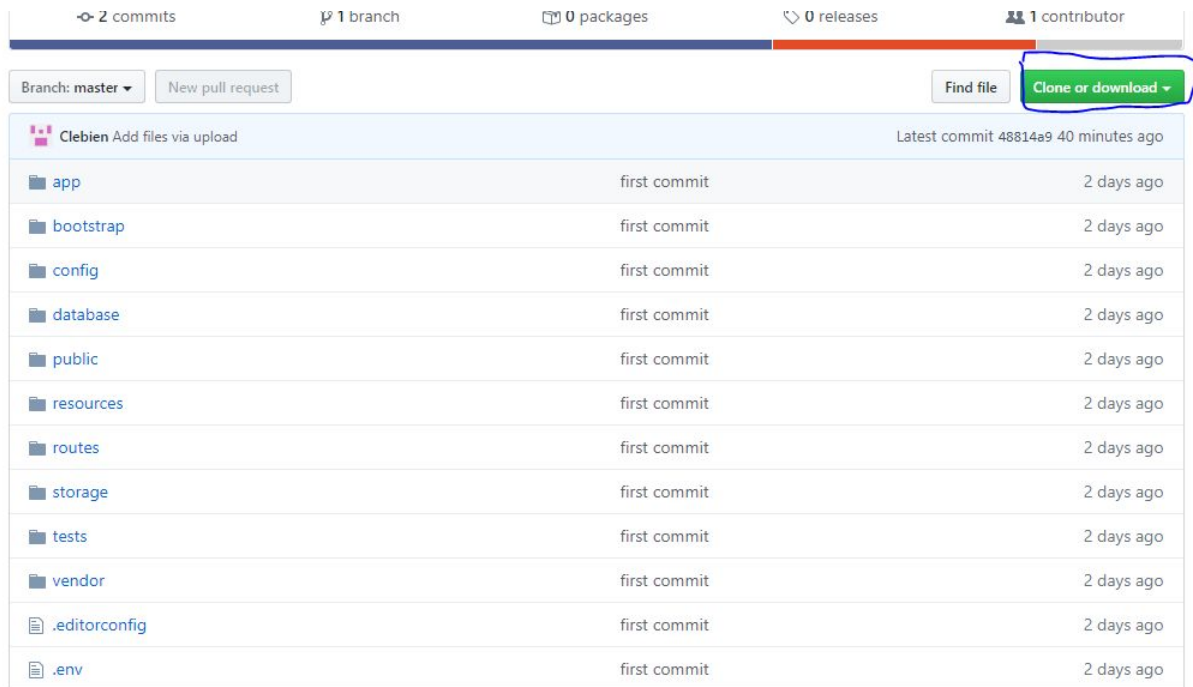 2 commits 1 branch 0 packages 0 releases 1 contributor
Branch: master New pull request Find file Clone or download
Clebien Add files via upload Latest commit 48814a9 40 minutes ago
app first commit 2 days ago
bootstrap first commit 2 days ago
config first commit 2 days ago
database first commit 2 days ago
public first commit 2 days ago
resources first commit 2 days ago
routes first commit 2 days ago
storage first commit 2 days ago
tests first commit 2 days ago
vendor first commit 2 days ago
.editorconfig first commit 2 days ago
.env first commit 2 days ago